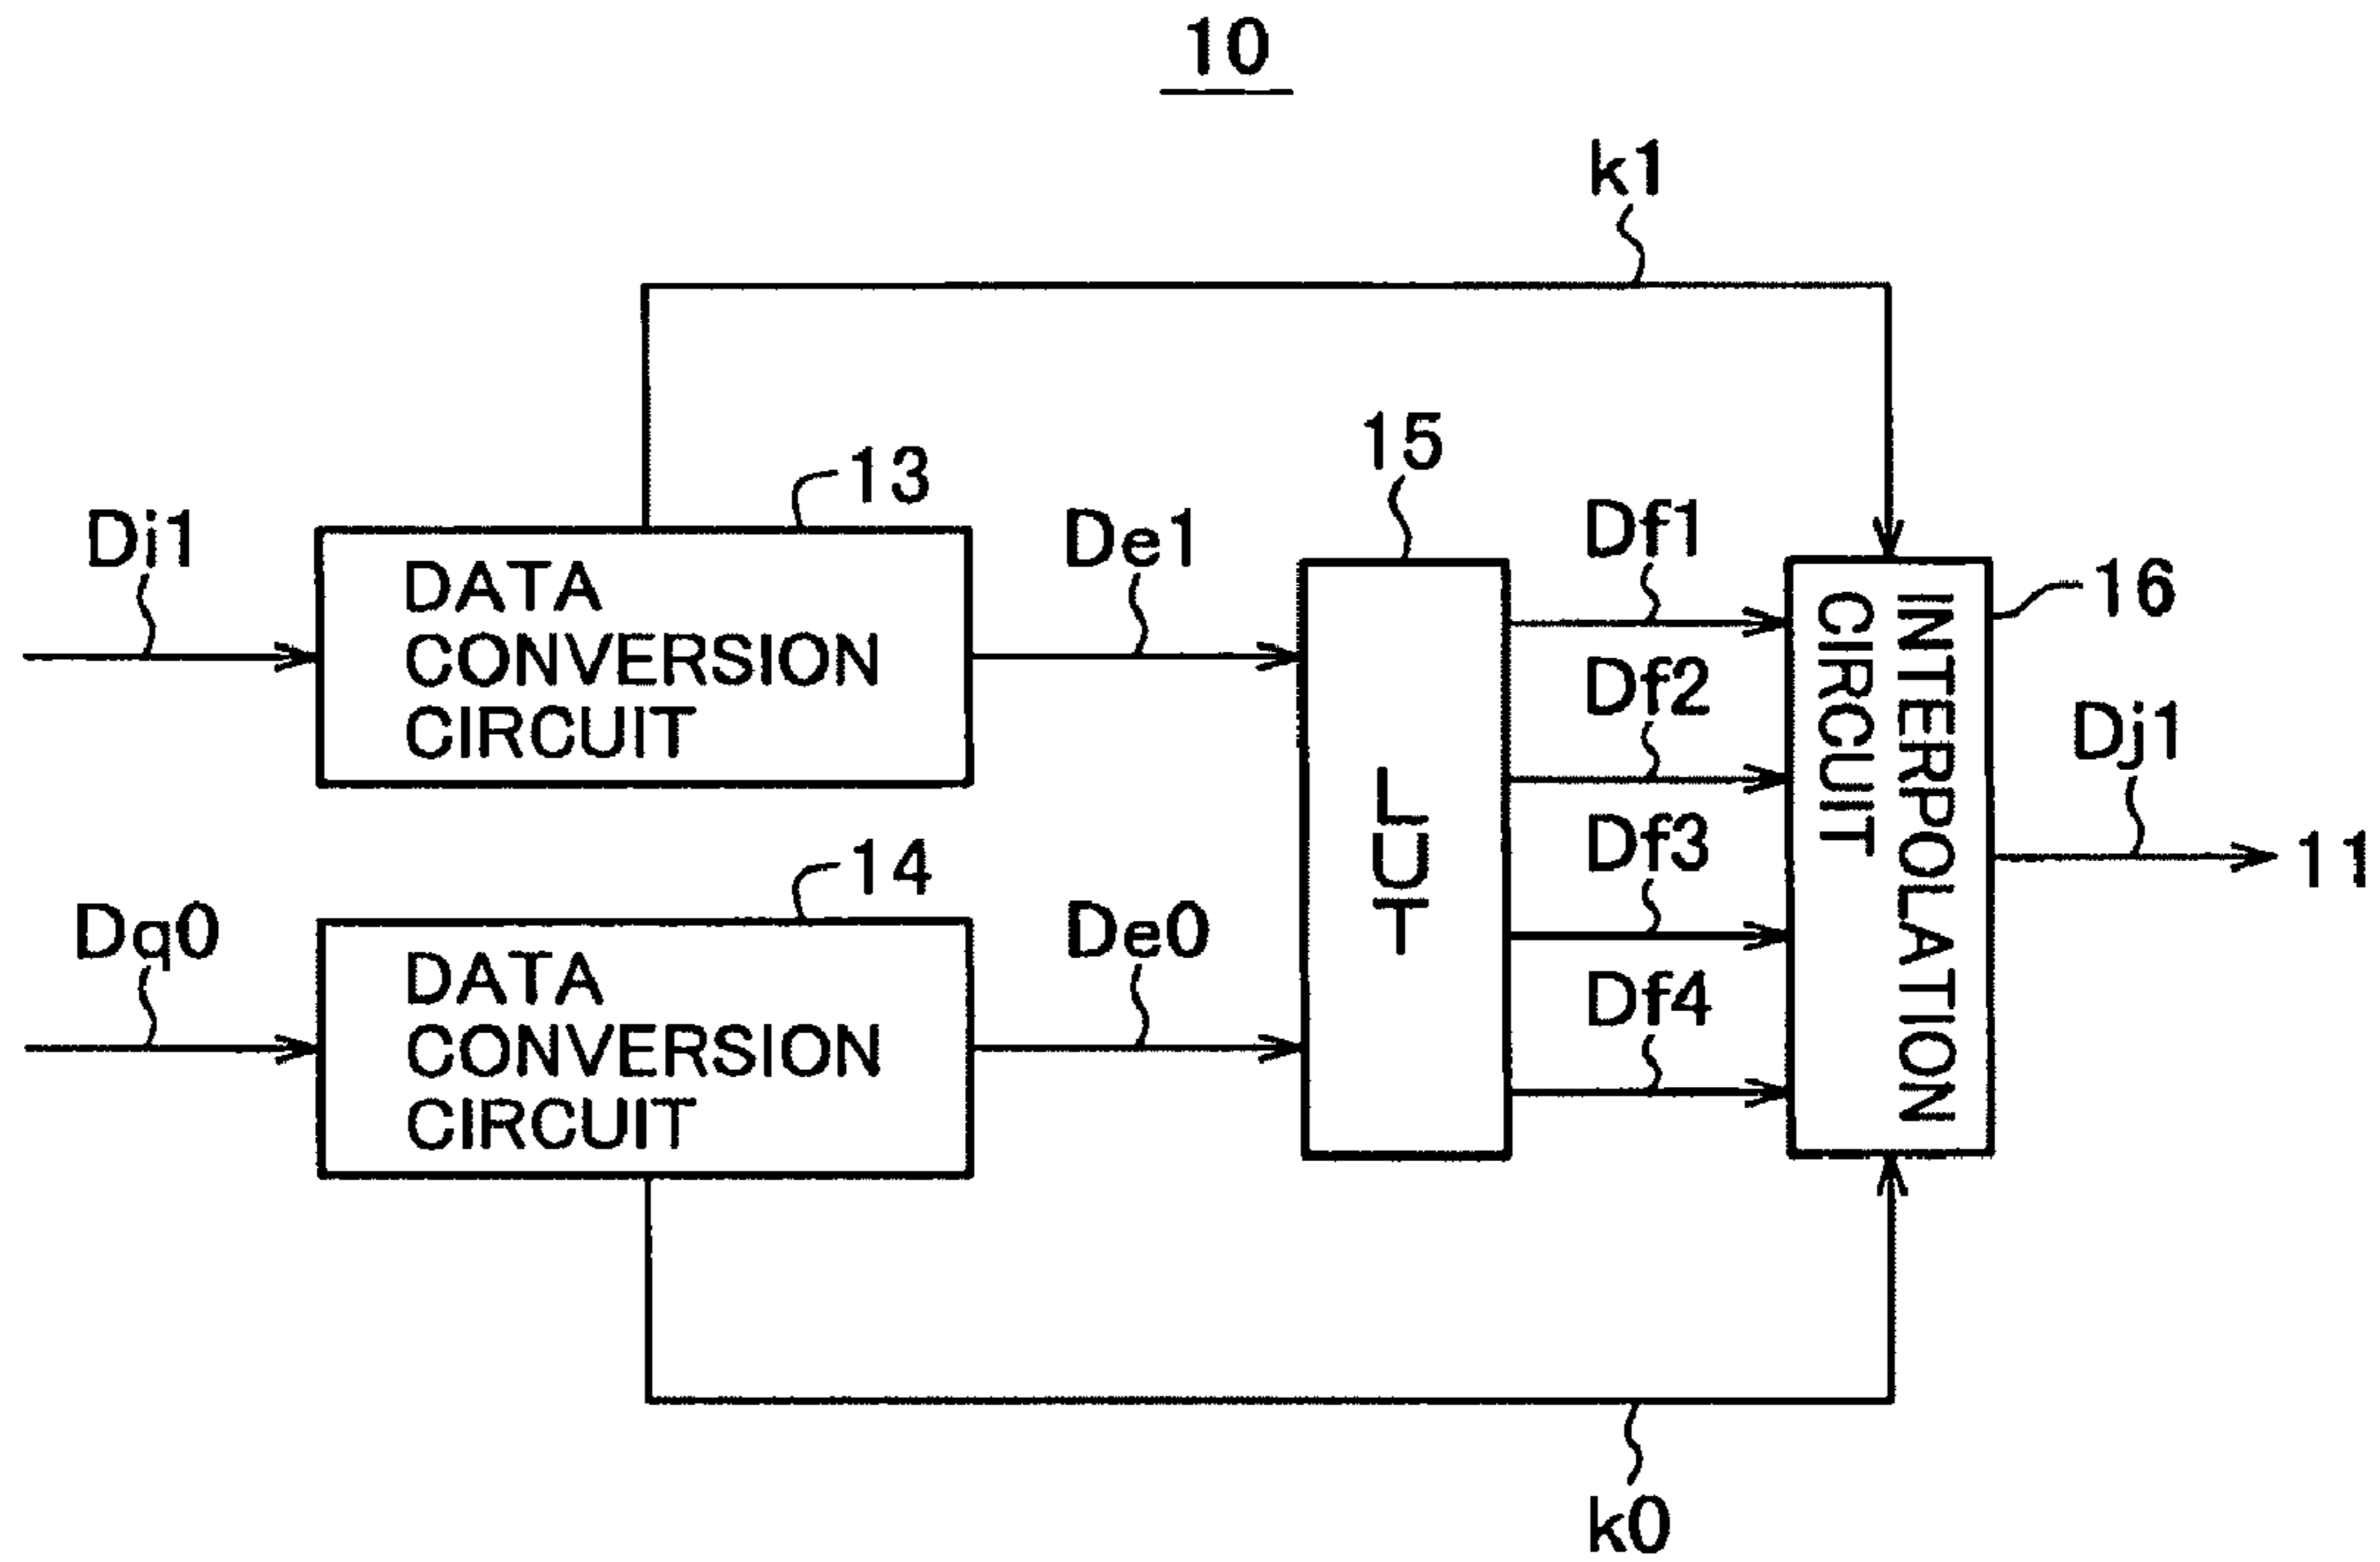 10
k1
13
15
Di1
DATA
CONVERSION
CIRCUIT
De1
Df1
Df2
Df3
Df4
16
INTERPOLATION
CIRCUIT
LUT
Dj1
11
14
Dq0
DATA
CONVERSION
CIRCUIT
De0
k0